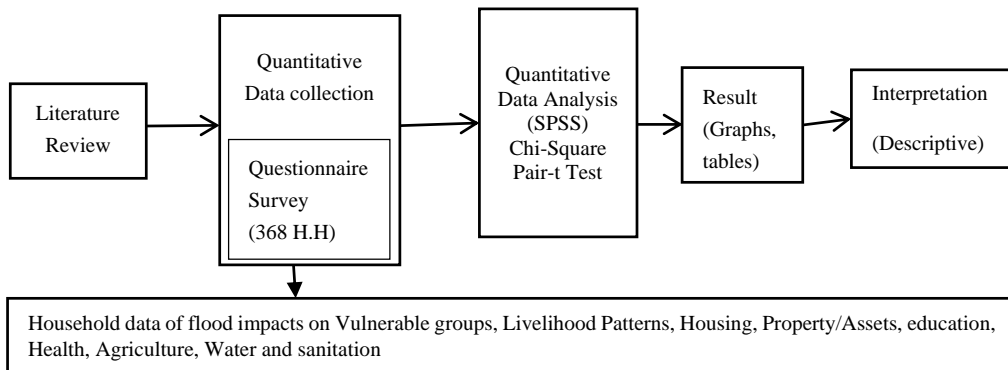 Literature
Review
Quantitative
Data collection
Questionnaire
Survey
(368 H.H)
Quantitative
Data Analysis
(SPSS)
Chi-Square
Pair-t Test
Result
(Graphs,
tables)
Interpretation
(Descriptive)
Household data of flood impacts on Vulnerable groups, Livelihood Patterns, Housing, Property/Assets, education,
Health, Agriculture, Water and sanitation